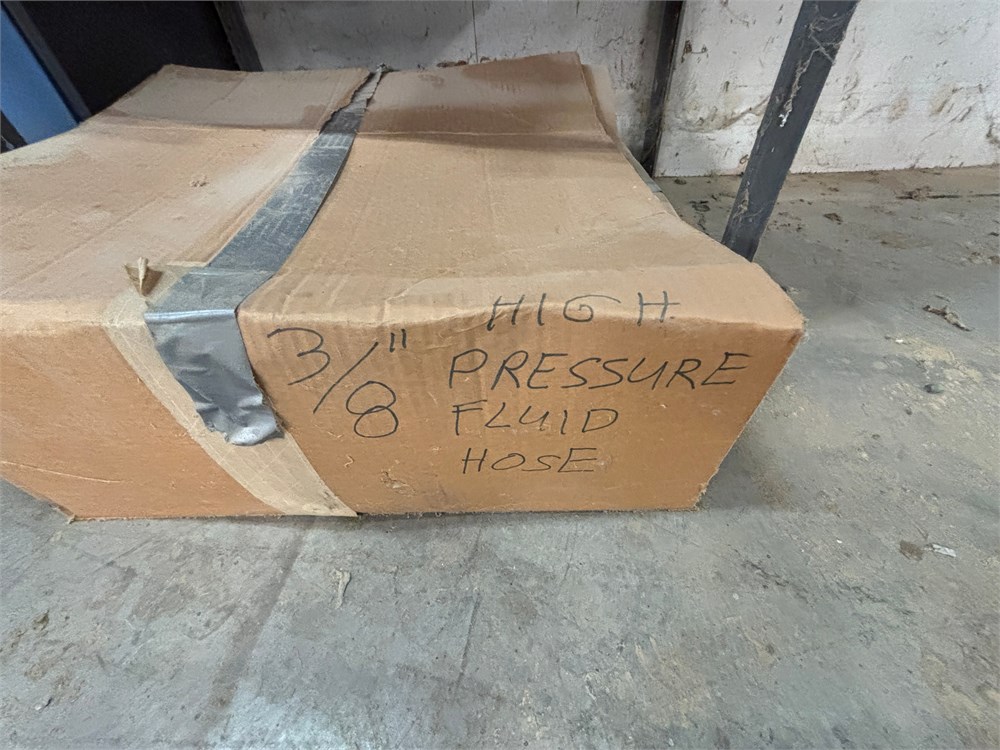 HIGH
3/8" PRESSURE
FLUID
HOSE